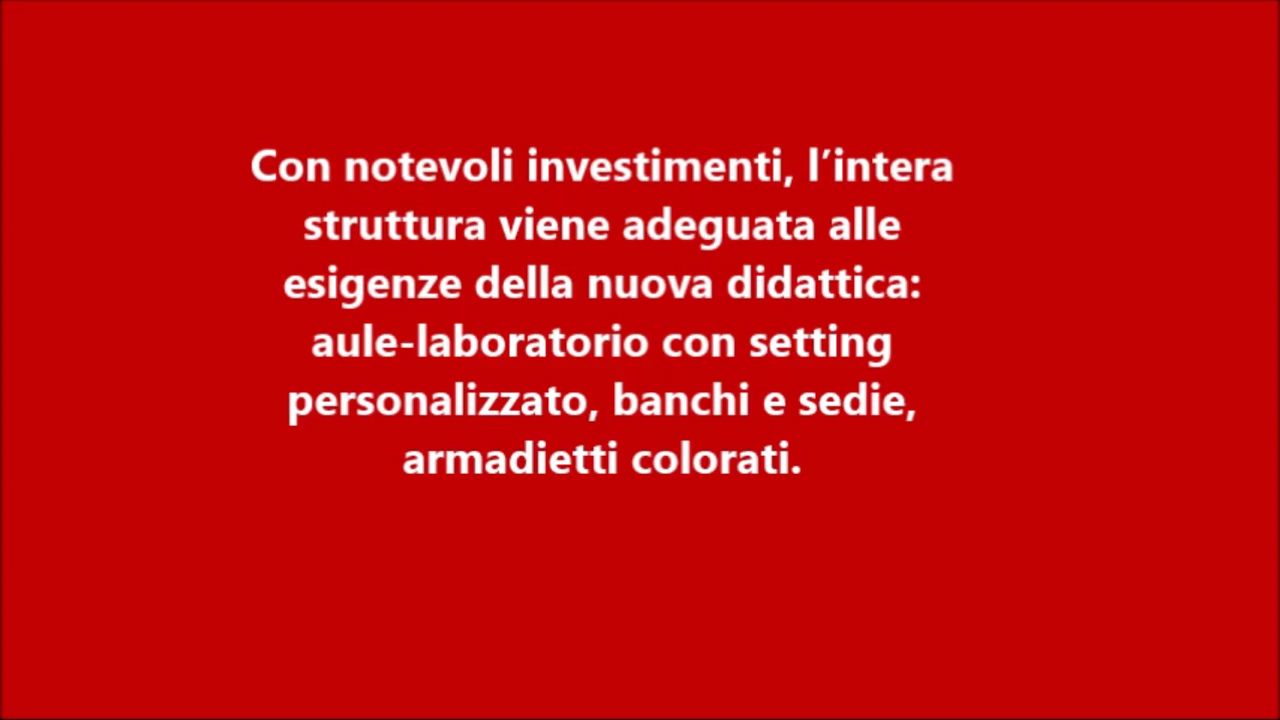 Con notevoli investimenti, l’intera
struttura viene adeguata alle
esigenze della nuova didattica:
aule-laboratorio con setting
personalizzato, banchi e sedie,
armadietti colorati.